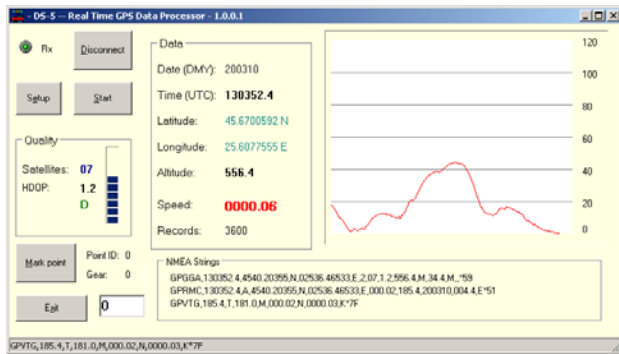 - DS-5 -- Real Time GPS Data Processor - 1.0.0.1
Rx
Disconnect
Setup
Start
Quality
Satellites: 07
HDOP: 1.2
D
Mark point
Point ID: 0
Gear: 0
Exit
0
Data
Date (DMY): 200310
Time (UTC): 130352.4
Latitude: 45.6700592 N
Longitude: 25.6077555 E
Altitude: 556.4
Speed: 0000.06
Records: 3600
120
100
80
60
40
20
0
NMEA Strings
GPGGA,130352.4,4540.20355,N,02536.46533,E,2,07,1.2,556.4,M,34.4,M,,*59
GPRMC,130352.4,A,4540.20355,N,02536.46533,E,000.02,185.4,200310,004.4,E*51
GPVTG,185.4,T,181.0,M,000.02,N,0000.03,K*7F
GPVTG,185.4,T,181.0,M,000.02,N,0000.03,K*7F